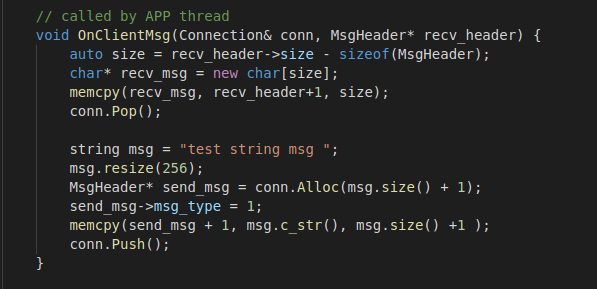 // called by APP thread
void OnClientMsg(Connection& conn, MsgHeader* recv_header) {
    auto size = recv_header->size - sizeof(MsgHeader);
    char* recv_msg = new char[size];
    memcpy(recv_msg, recv_header+1, size);
    conn.Pop();

    string msg = "test string msg ";
    msg.resize(256);
    MsgHeader* send_msg = conn.Alloc(msg.size() + 1);
    send_msg->msg_type = 1;
    memcpy(send_msg + 1, msg.c_str(), msg.size() +1 );
    conn.Push();
}